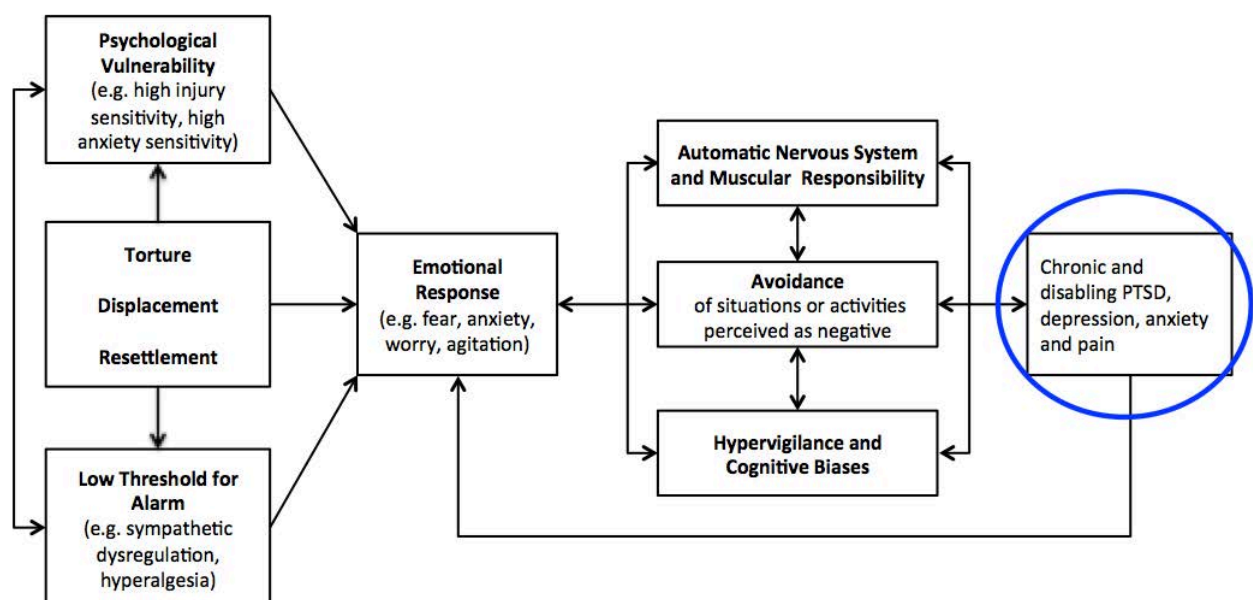 Psychological
Vulnerability
(e.g. high injury
sensitivity, high
anxiety sensitivity)
Torture
Displacement
Resettlement
Low Threshold for
Alarm
(e.g. sympathetic
dysregulation,
hyperalgesia)
Emotional
Response
(e.g. fear, anxiety,
worry, agitation)
Automatic Nervous System
and Muscular Responsibility
Avoidance
of situations or activities
perceived as negative
Hypervigilance and
Cognitive Biases
Chronic and
disabling PTSD,
depression, anxiety
and pain